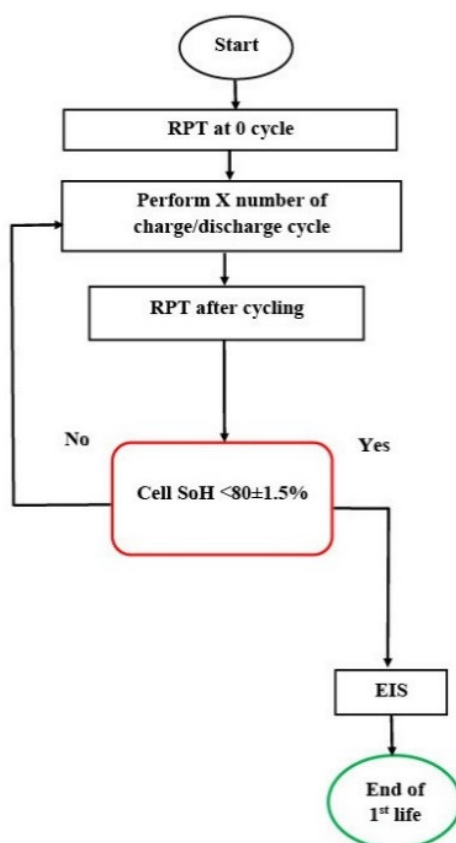 Start
RPT at 0 cycle
Perform X number of
charge/discharge cycle
RPT after cycling
No
Yes
Cell SoH <80±1.5%
EIS
End of
1st life